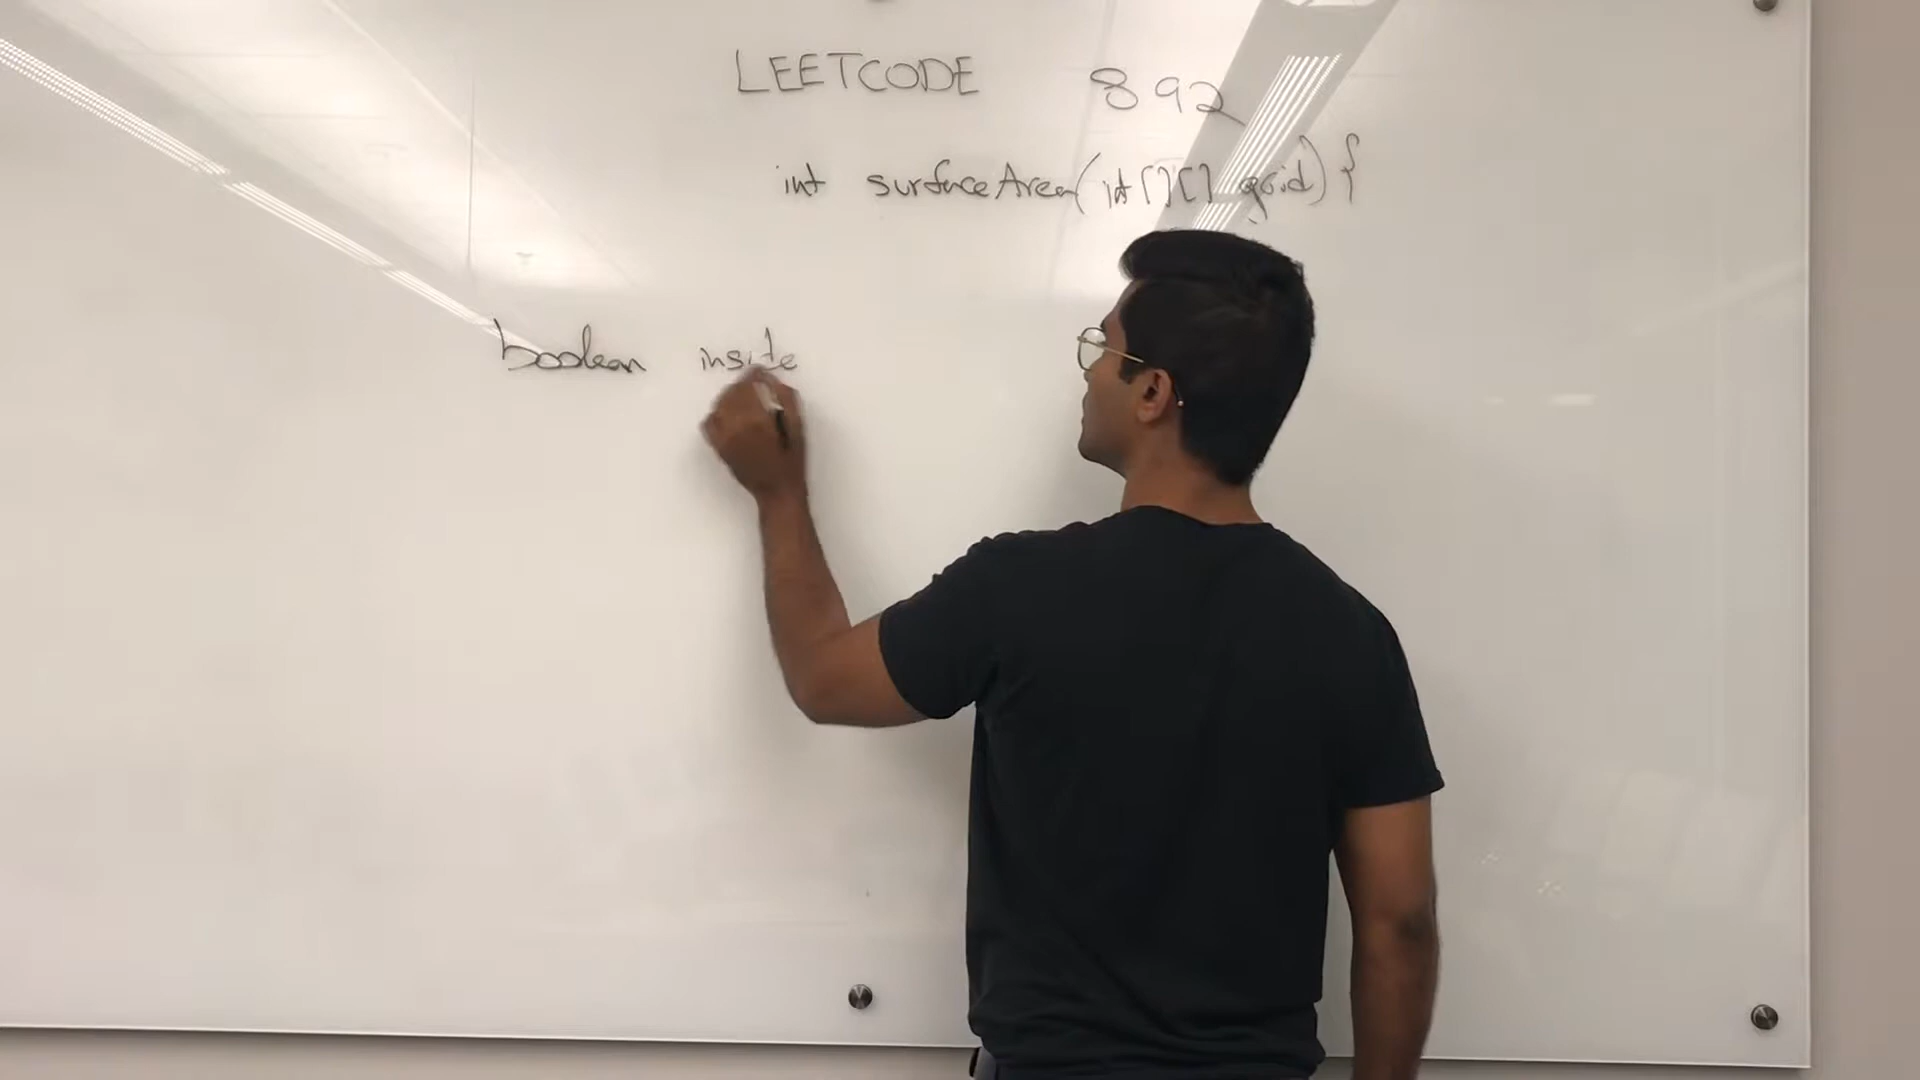 LEETCODE 892
int surfaceArea(int[][] grid) {
boolean inside